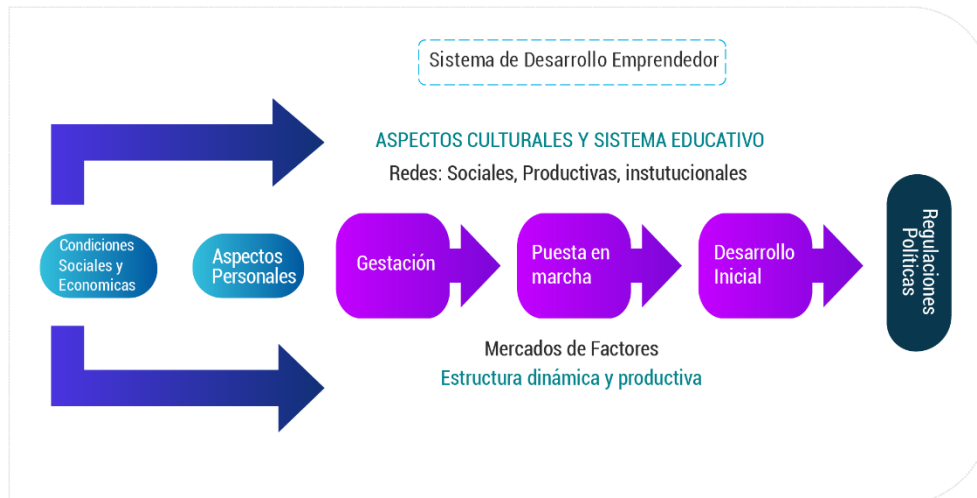 Sistema de Desarrollo Emprendedor
ASPECTOS CULTURALES Y SISTEMA EDUCATIVO
Redes: Sociales, Productivas, instutucionales
Condiciones
Sociales y
Economicas
Aspectos
Personales
Gestación
Puesta en
marcha
Desarrollo
Inicial
Regulaciones
Políticas
Mercados de Factores
Estructura dinámica y productiva